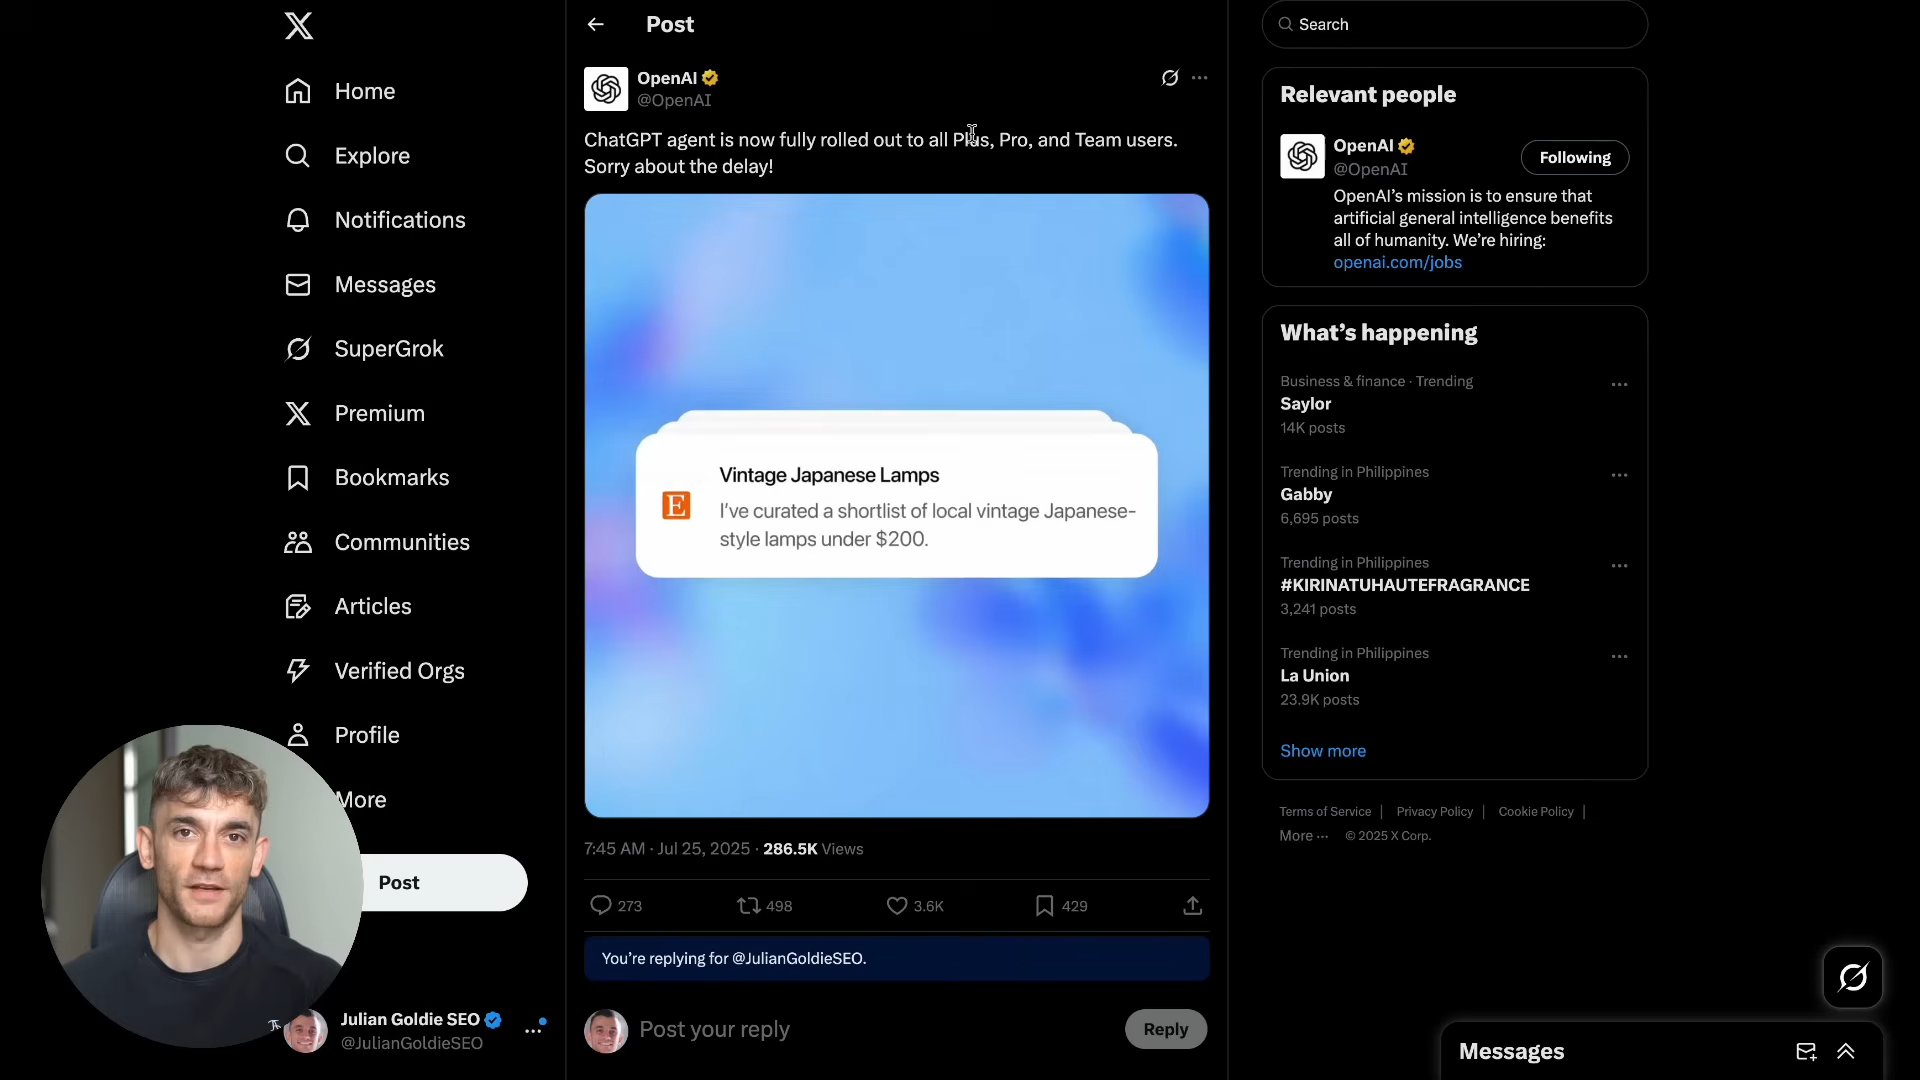 Home
Explore
Notifications
Messages
SuperGrok
Premium
Bookmarks
Communities
Articles
Verified Orgs
Profile
More
Post
Julian Goldie SEO
@JulianGoldieSEO
Post
OpenAI
@OpenAI
ChatGPT agent is now fully rolled out to all Plus, Pro, and Team users.
Sorry about the delay!
E
Vintage Japanese Lamps
I've curated a shortlist of local vintage Japanese-
style lamps under $200.
7:45 AM · Jul 25, 2025 · 286.5K Views
273 498 3.6K 429
You're replying for @JulianGoldieSEO.
Post your reply
Reply
Search
Relevant people
OpenAI
@OpenAI
Following
OpenAI's mission is to ensure that
artificial general intelligence benefits
all of humanity. We're hiring:
openai.com/jobs
What's happening
Business & finance · Trending
Saylor
14K posts
Trending in Philippines
Gabby
6,695 posts
Trending in Philippines
#KIRINATUHAUTEFRAGRANCE
3,241 posts
Trending in Philippines
La Union
23.9K posts
Show more
Terms of Service | Privacy Policy | Cookie Policy |
More ··· © 2025 X Corp.
Messages